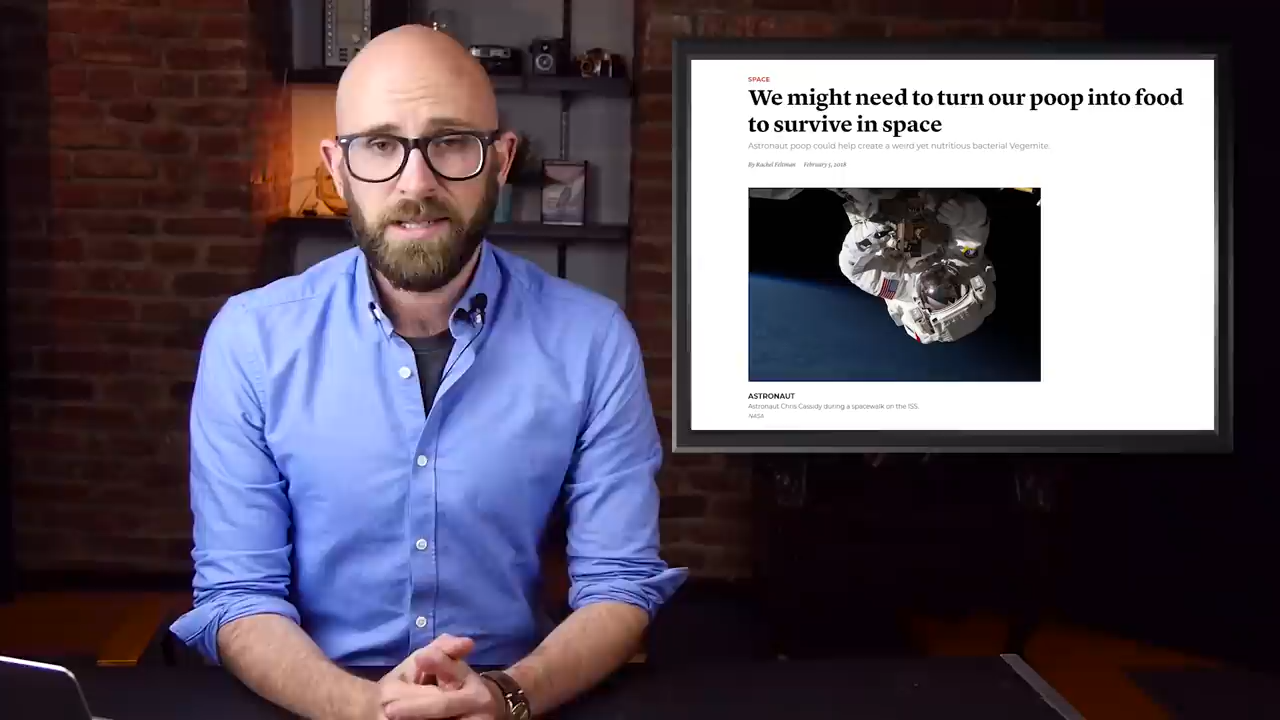 SPACE
We might need to turn our poop into food
to survive in space
Astronaut poop could help create a weird yet nutritious bacterial Vegemite.
By Rachel Feltman February 5, 2018
ASTRONAUT
Astronaut Chris Cassidy during a spacewalk on the ISS.
NASA